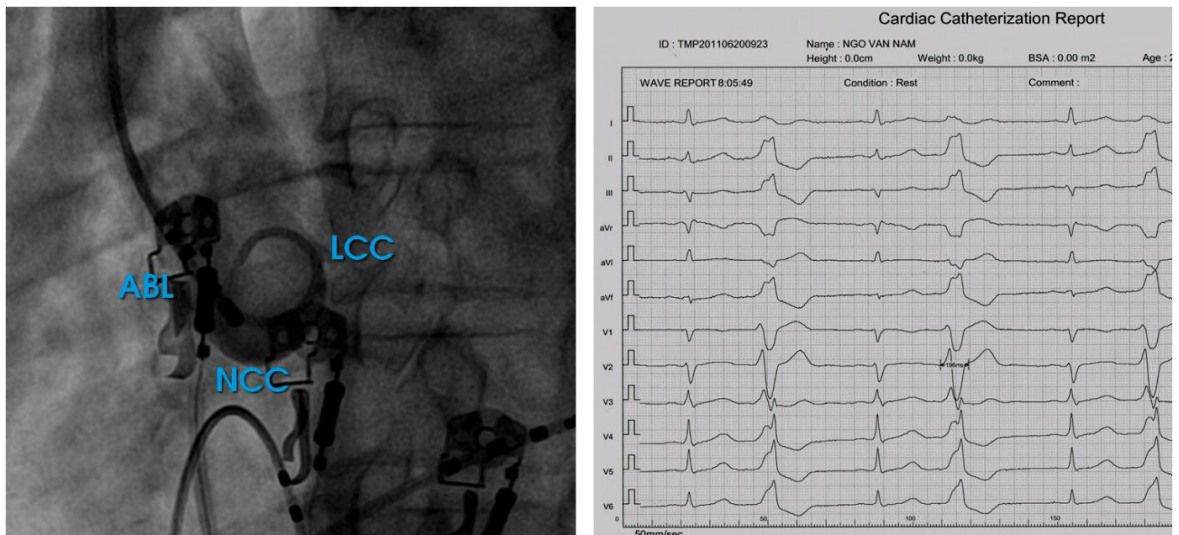 LCC
ABL
NCC
Cardiac Catheterization Report
ID : TMP201106200923 Name : NGO VAN NAM
Height : 0.0cm Weight : 0.0kg BSA : 0.00 m2 Age :
WAVE REPORT 8:05:49 Condition : Rest Comment :
I
II
III
aVr
aVl
aVf
V1
V2
196ms
V3
V4
V5
V6
0 50 100 150
50mm/sec